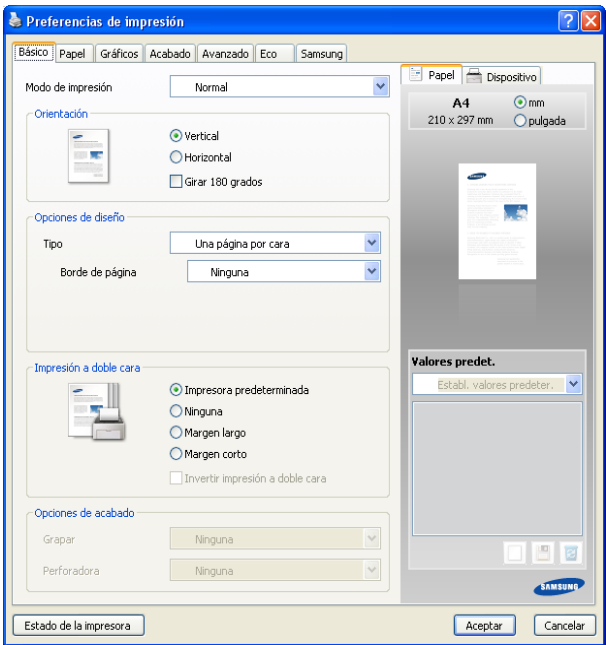 Preferencias de impresión
Básico Papel Gráficos Acabado Avanzado Eco Samsung
Modo de impresión Normal
Orientación
Vertical
Horizontal
Girar 180 grados
Opciones de diseño
Tipo Una página por cara
Borde de página Ninguna
Impresión a doble cara
Impresora predeterminada
Ninguna
Margen largo
Margen corto
Invertir impresión a doble cara
Opciones de acabado
Grapar Ninguna
Perforadora Ninguna
Papel Dispositivo
A4 mm
210 x 297 mm pulgada
Valores predet.
Establ. valores predeter.
SAMSUNG
Estado de la impresora Aceptar Cancelar